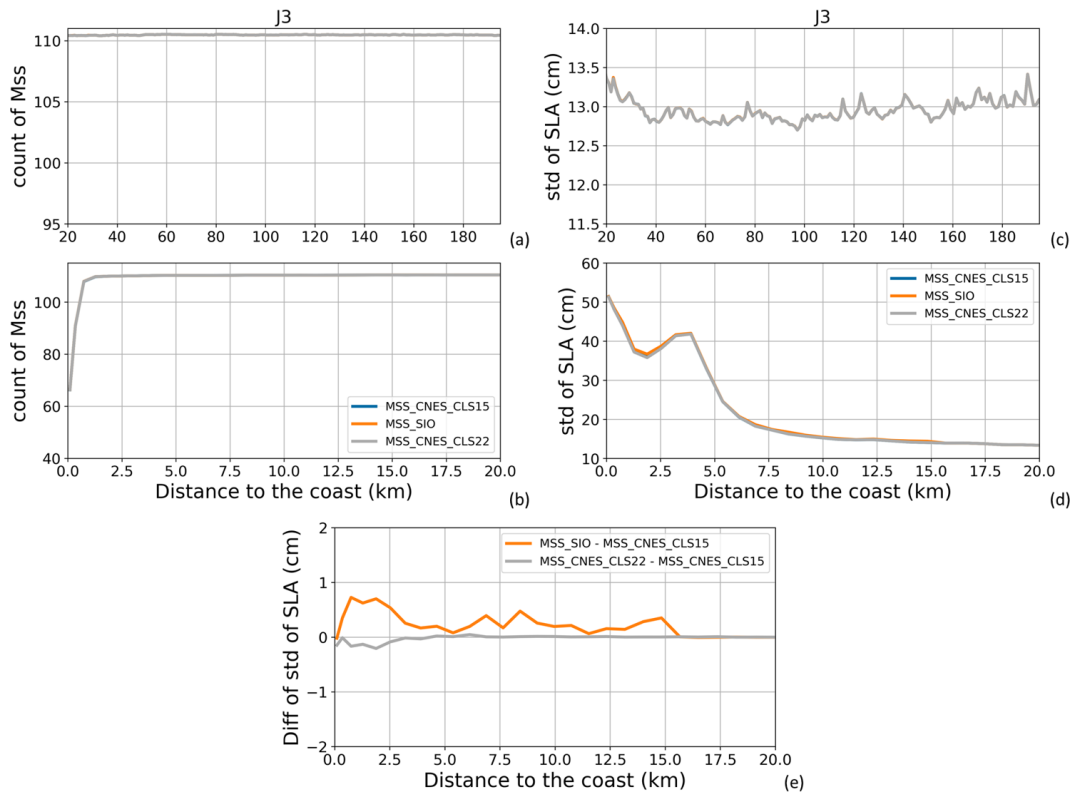 J3
110
105
100
95
count of Mss
20 40 60 80 100 120 140 160 180
(a)
J3
14.0
13.5
13.0
12.5
12.0
11.5
std of SLA (cm)
20 40 60 80 100 120 140 160 180
(c)
100
80
60
40
count of Mss
MSS_CNES_CLS15
MSS_SIO
MSS_CNES_CLS22
0.0 2.5 5.0 7.5 10.0 12.5 15.0 17.5 20.0
Distance to the coast (km)
(b)
60
50
40
30
20
10
std of SLA (cm)
MSS_CNES_CLS15
MSS_SIO
MSS_CNES_CLS22
0.0 2.5 5.0 7.5 10.0 12.5 15.0 17.5 20.0
Distance to the coast (km)
(d)
2
1
0
−1
−2
Diff of std of SLA (cm)
MSS_SIO - MSS_CNES_CLS15
MSS_CNES_CLS22 - MSS_CNES_CLS15
0.0 2.5 5.0 7.5 10.0 12.5 15.0 17.5 20.0
Distance to the coast (km)
(e)